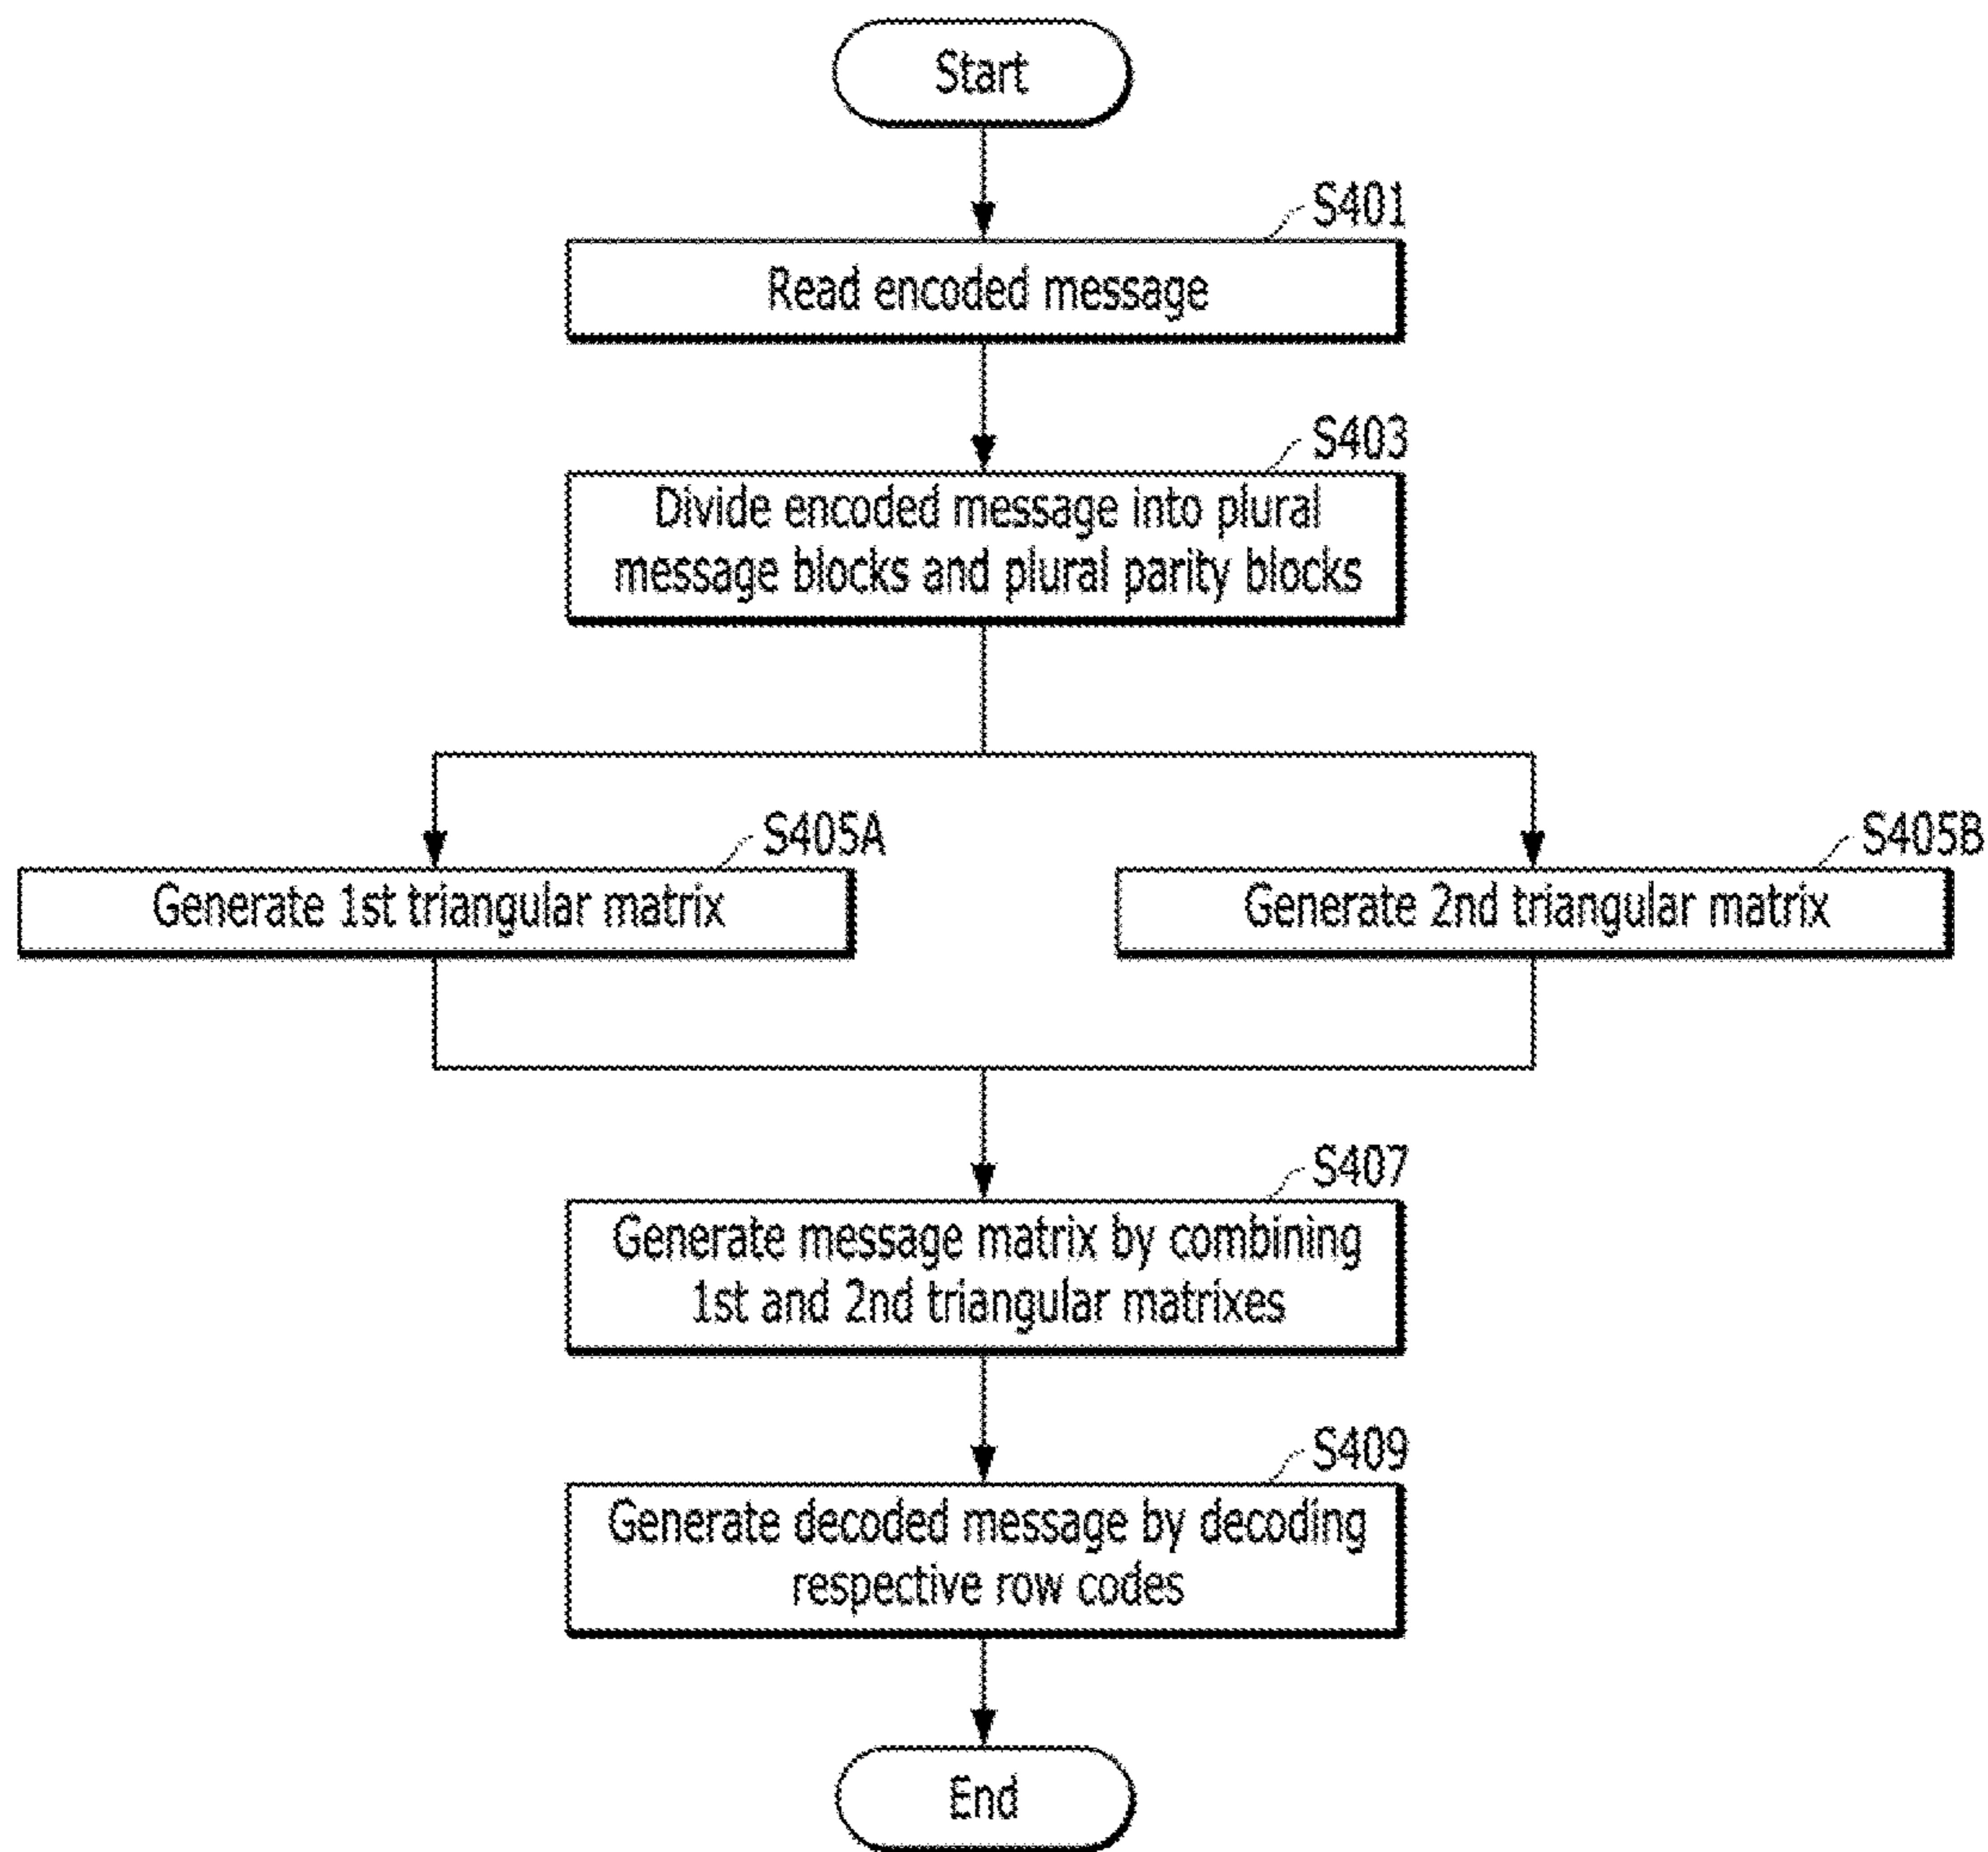 Start
S401
Read encoded message
S403
Divide encoded message into plural
message blocks and plural parity blocks
S405A
Generate 1st triangular matrix
S405B
Generate 2nd triangular matrix
S407
Generate message matrix by combining
1st and 2nd triangular matrixes
S409
Generate decoded message by decoding
respective row codes
End